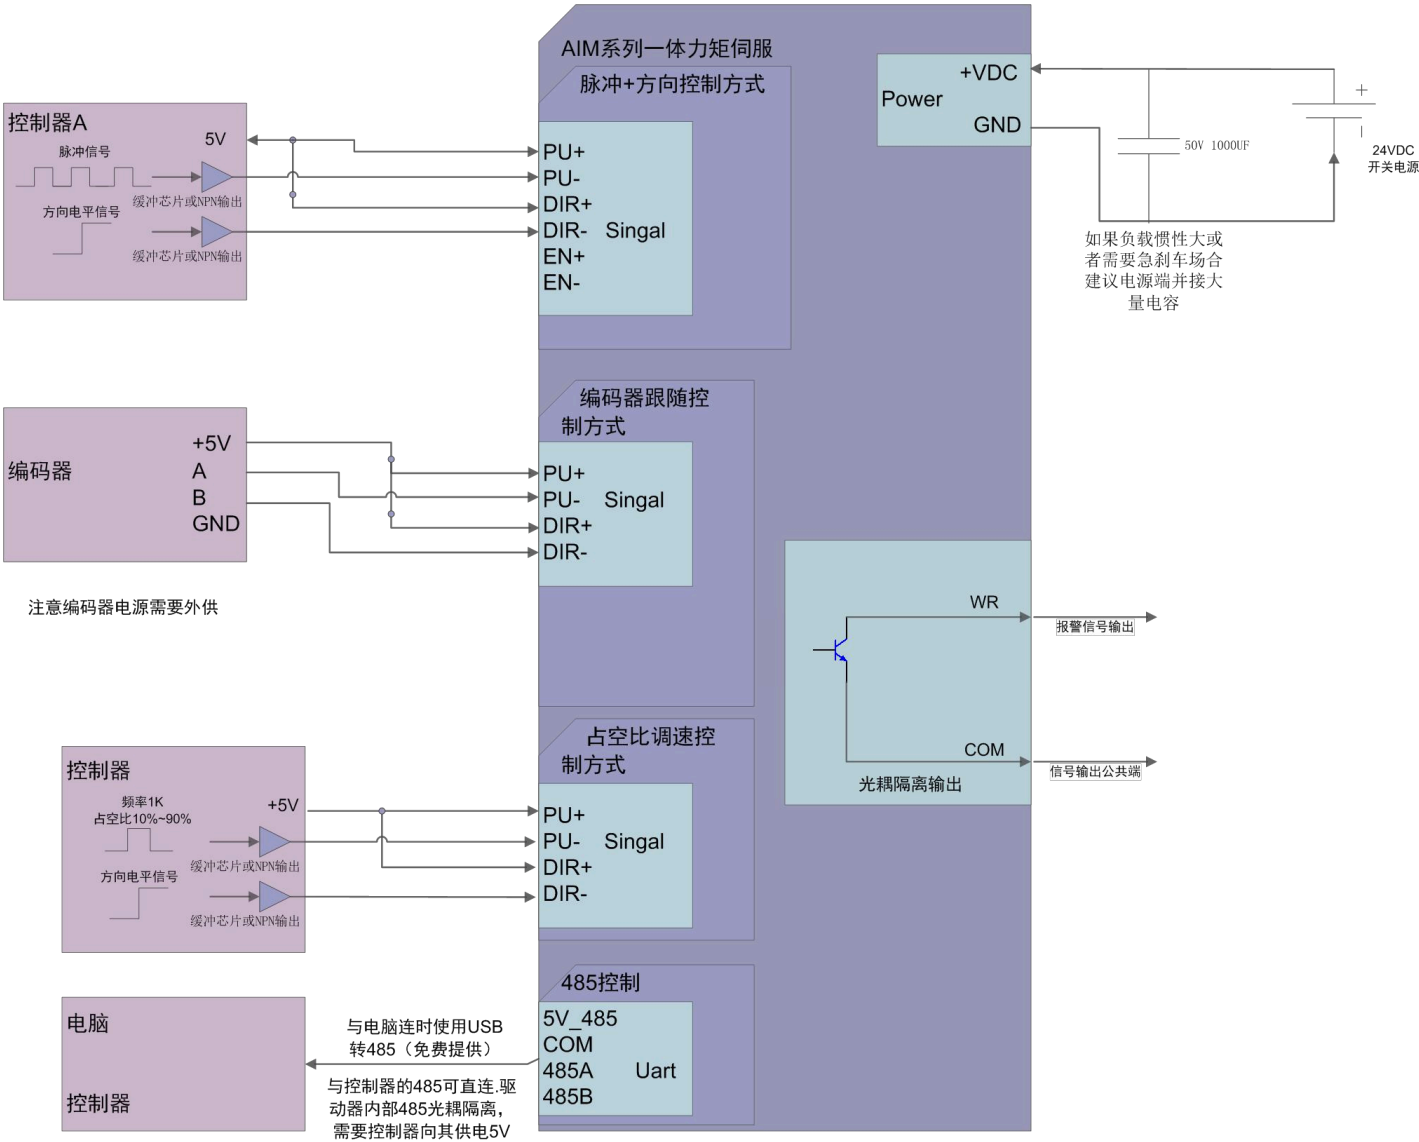 AIM系列一体力矩伺服
脉冲+方向控制方式
控制器A
5V
脉冲信号
缓冲芯片或NPN输出
方向电平信号
缓冲芯片或NPN输出
PU+
PU-
DIR+
DIR- Singal
EN+
EN-
+VDC
Power
GND
+
50V 1000UF
-
24VDC
开关电源
如果负载惯性大或
者需要急刹车场合
建议电源端并接大
量电容
编码器跟随控
制方式
+5V
编码器
A
B
GND
PU+
PU- Singal
DIR+
DIR-
注意编码器电源需要外供
WR
报警信号输出
COM
信号输出公共端
光耦隔离输出
占空比调速控
制方式
控制器
频率1K
占空比10%~90%
+5V
缓冲芯片或NPN输出
方向电平信号
缓冲芯片或NPN输出
PU+
PU- Singal
DIR+
DIR-
485控制
5V_485
COM
485A Uart
485B
电脑
控制器
与电脑连时使用USB
转485（免费提供）
与控制器的485可直连.驱
动器内部485光耦隔离，
需要控制器向其供电5V